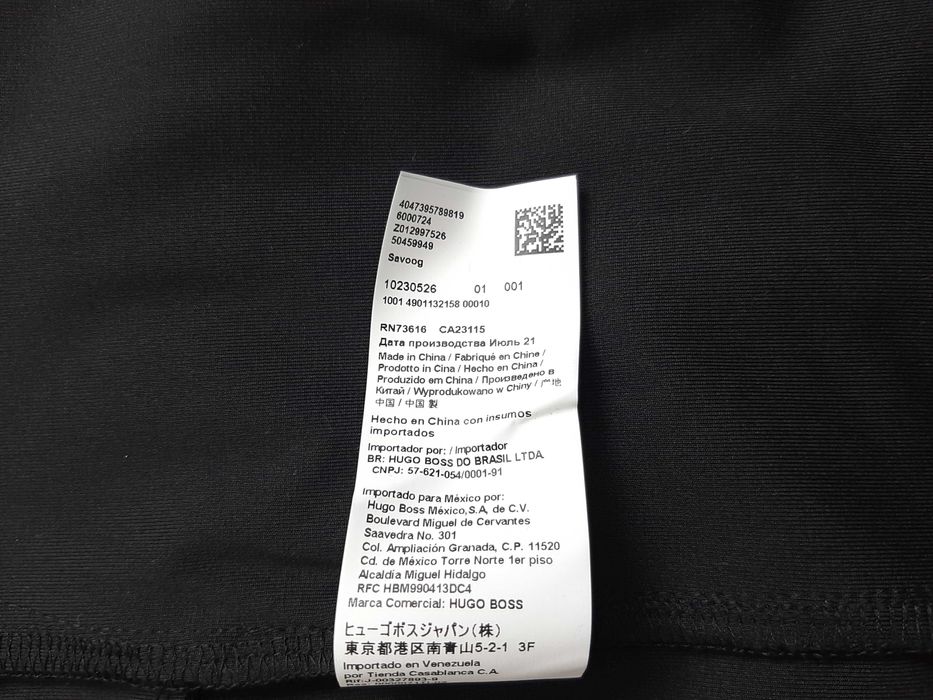 4047395789819
6000724
Z012997526
50459949
Savoog
10230526 01 001
1001 4901132158 00010
RN73616 CA23115
Дата производства Июль 21
Made in China / Fabriqué en Chine /
Prodotto in Cina / Hecho en China /
Produzido em China / Произведено в
Китай / Wyprodukowano w Chiny / 产地
中国 / 中国 製
Hecho en China con insumos
importados
Importador por: / Importador
BR: HUGO BOSS DO BRASIL LTDA.
CNPJ: 57-621-054/0001-91
Importado para México por:
Hugo Boss México,S.A, de C.V.
Boulevard Miguel de Cervantes
Saavedra No. 301
Col. Ampliación Granada, C.P. 11520
Cd. de México Torre Norte 1er piso
Alcaldía Miguel Hidalgo
RFC HBM990413DC4
Marca Comercial: HUGO BOSS
ヒューゴボスジャパン(株)
東京都港区南青山5-2-1 3F
Importado en Venezuela
por Tienda Casablanca C.A.